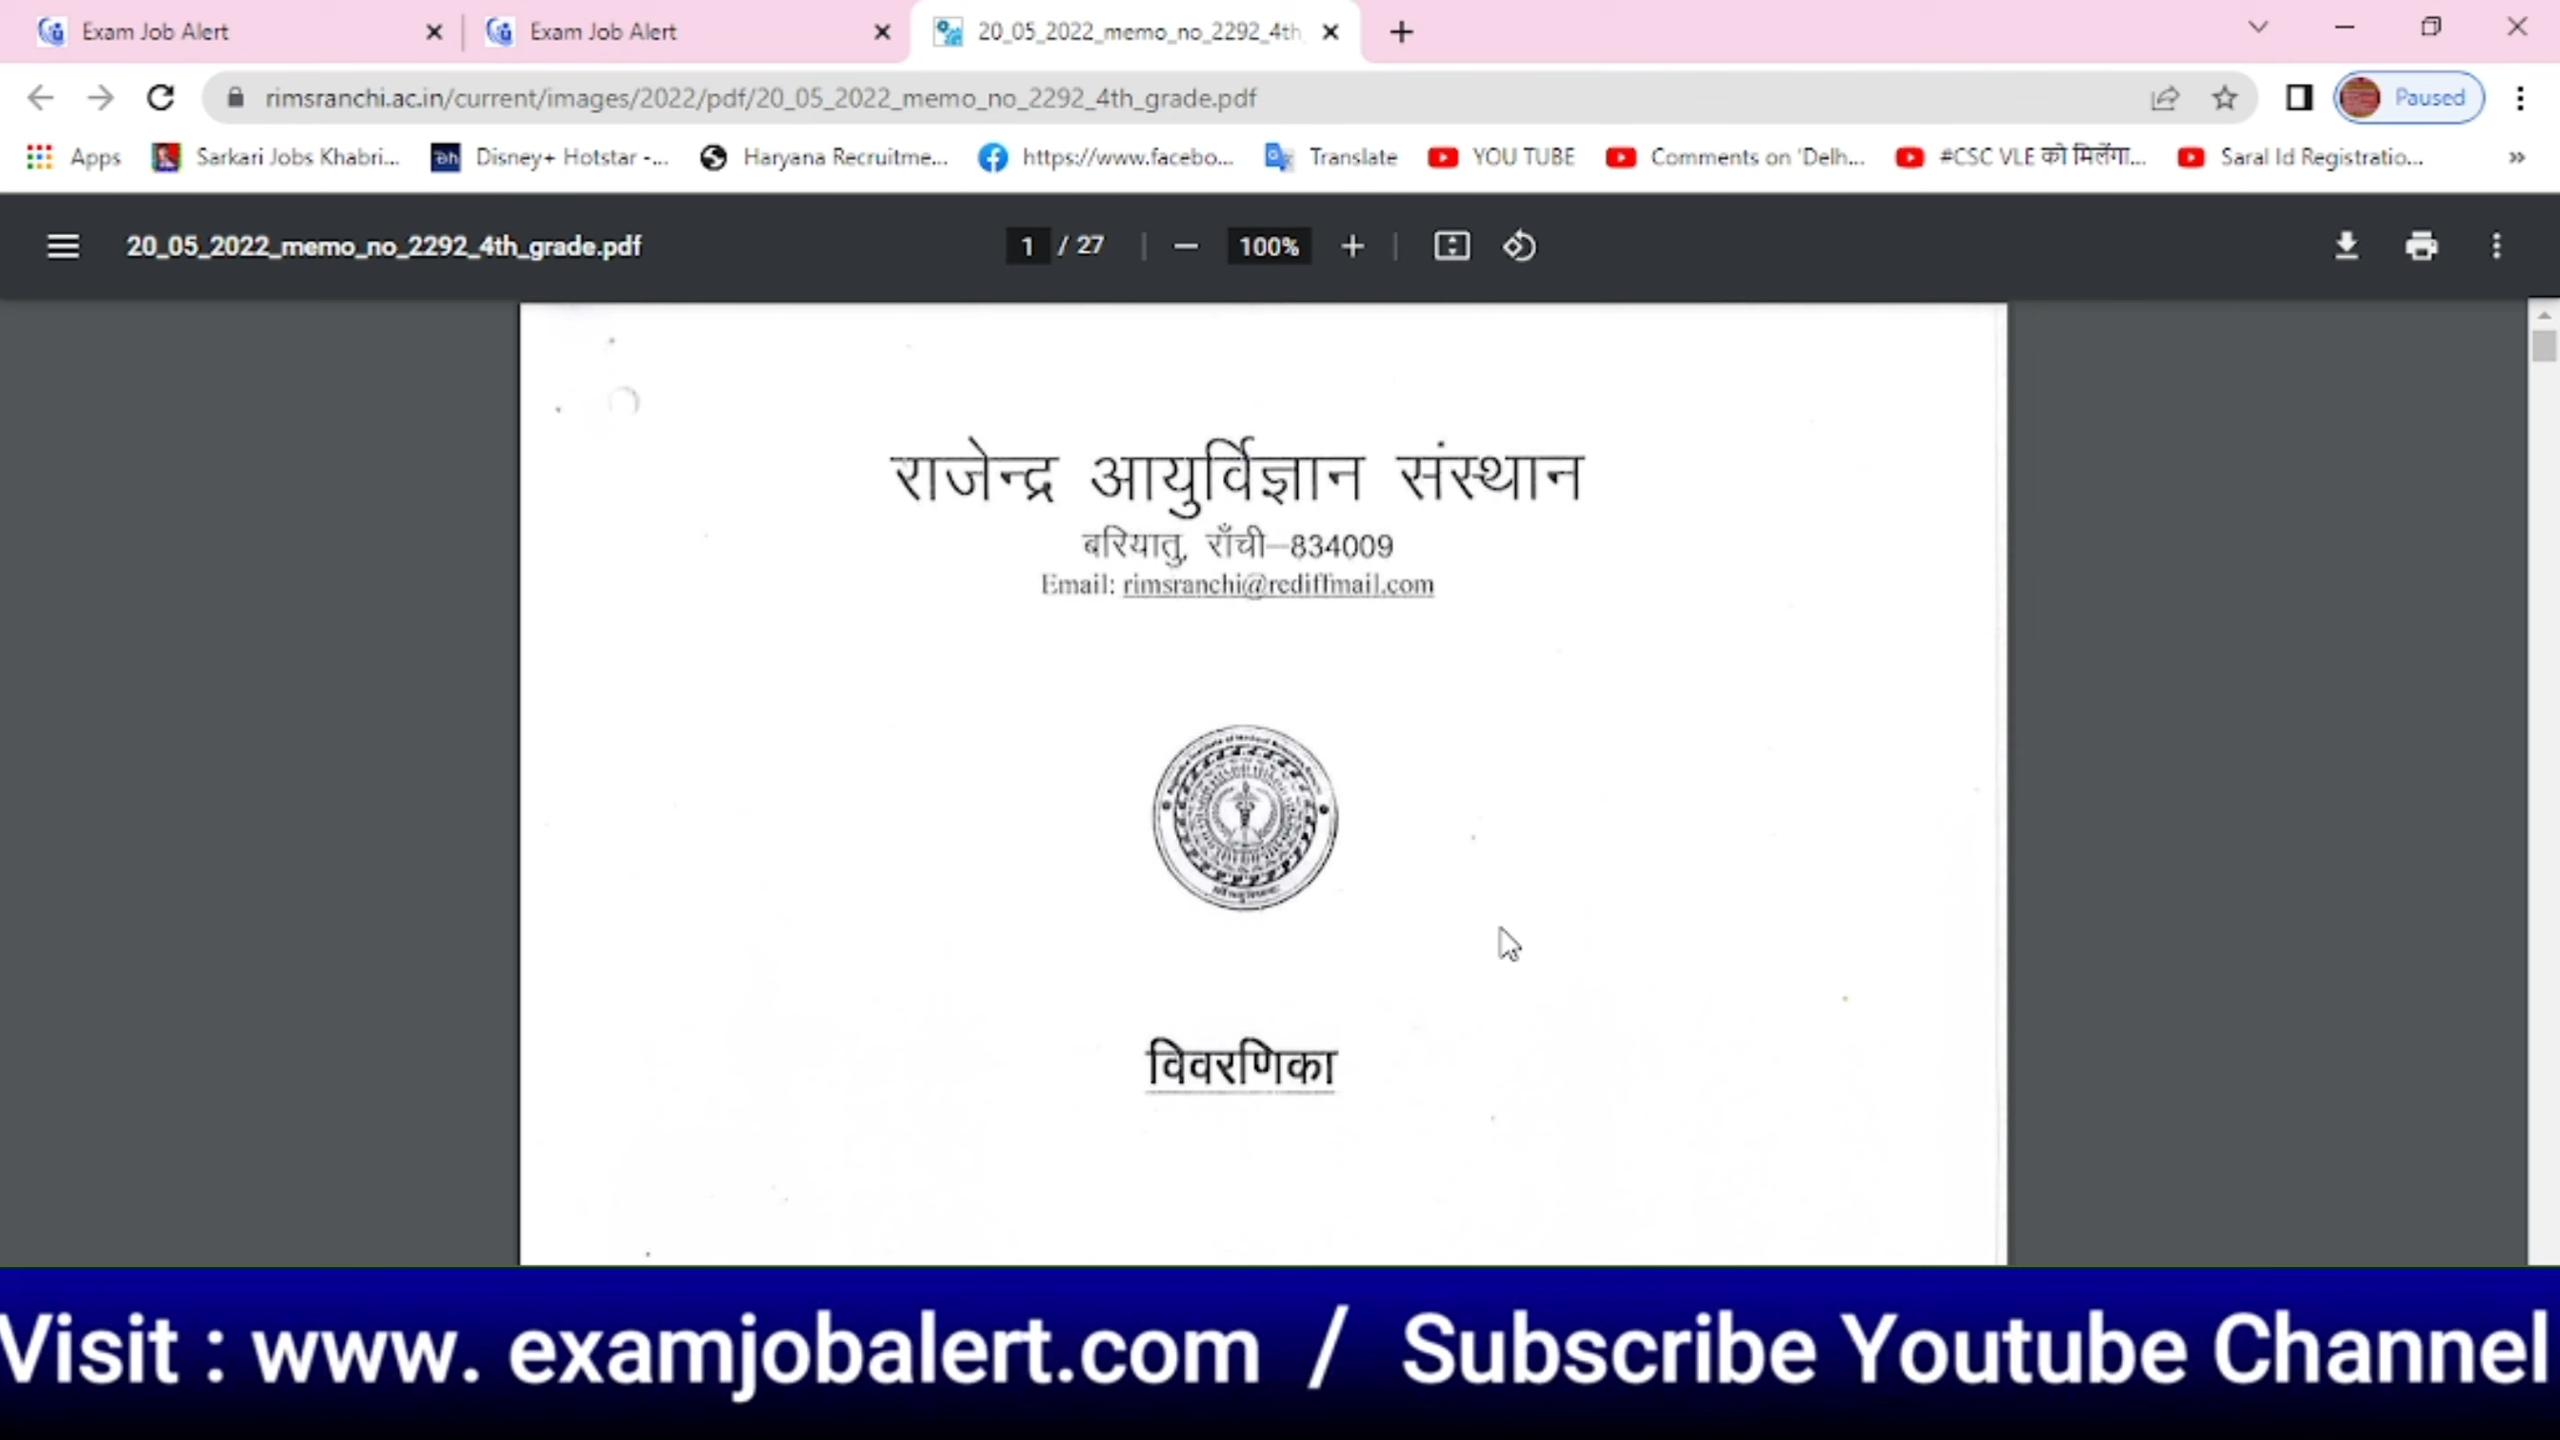 Exam Job Alert
Exam Job Alert
20_05_2022_memo_no_2292_4th
rimsranchi.ac.in/current/images/2022/pdf/20_05_2022_memo_no_2292_4th_grade.pdf
Paused
Apps
Sarkari Jobs Khabri...
Disney+ Hotstar -...
Haryana Recruitme...
https://www.facebo...
Translate
YOU TUBE
Comments on 'Delh...
#CSC VLE को मिलेंगा...
Saral Id Registratio...
20_05_2022_memo_no_2292_4th_grade.pdf
1 / 27
100%
राजेन्द्र आयुर्विज्ञान संस्थान
बरियातु, राँची–834009
Email: rimsranchi@rediffmail.com
विवरणिका
Visit : www. examjobalert.com / Subscribe Youtube Channel